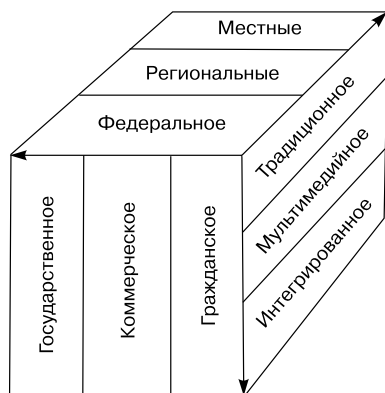 Местные
Региональные
Федеральное
Традиционное
Мультимедийное
Интегрированное
Государственное
Коммерческое
Гражданское